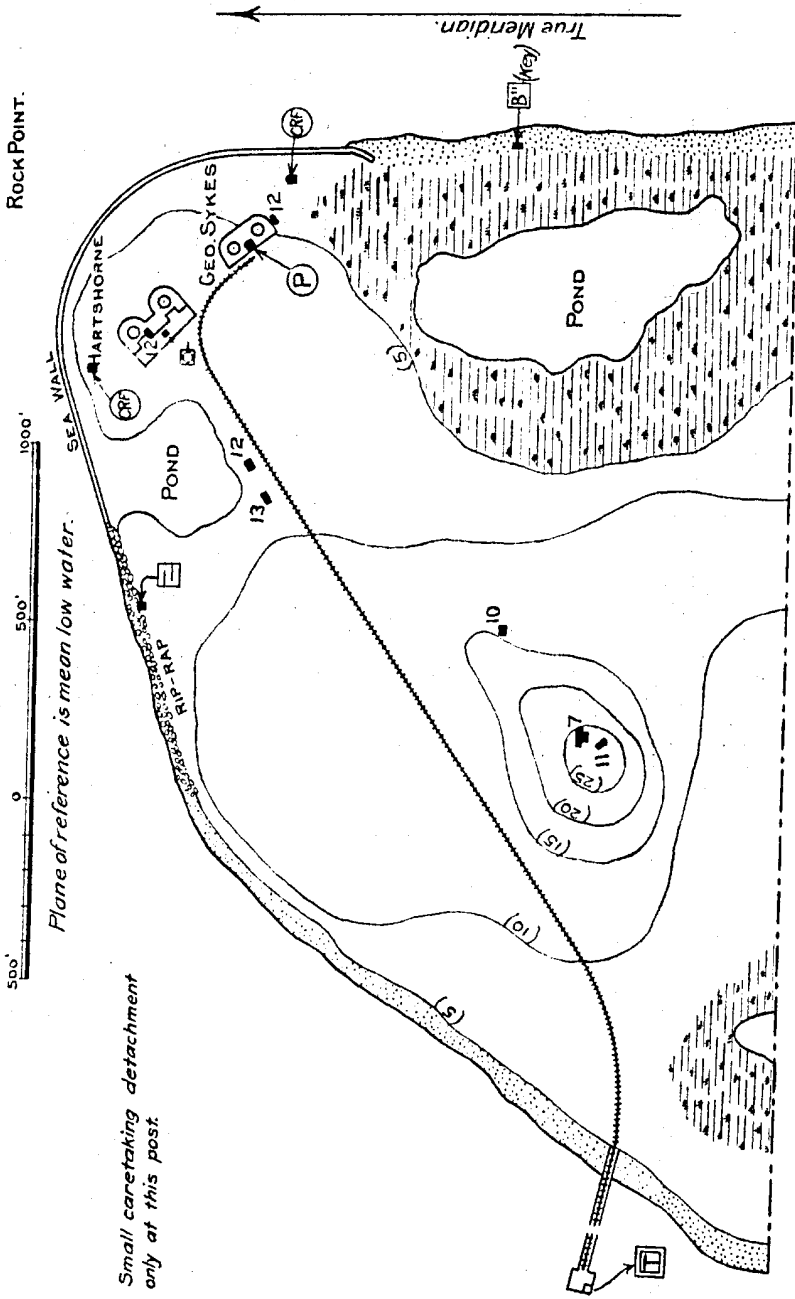 ROCK POINT.
True Meridian.
500' 0 500' 1000'
Plane of reference is mean low water.
Small caretaking detachment
only at this post.
SEA WALL
HARTSHORNE
GEO. SYKES
CRF
CRF
12
12
P
12
13
POND
RIP-RAP
B''' (Key)
POND
(5)
10
7
11
(25)
(20)
(15)
(10)
(5)
T